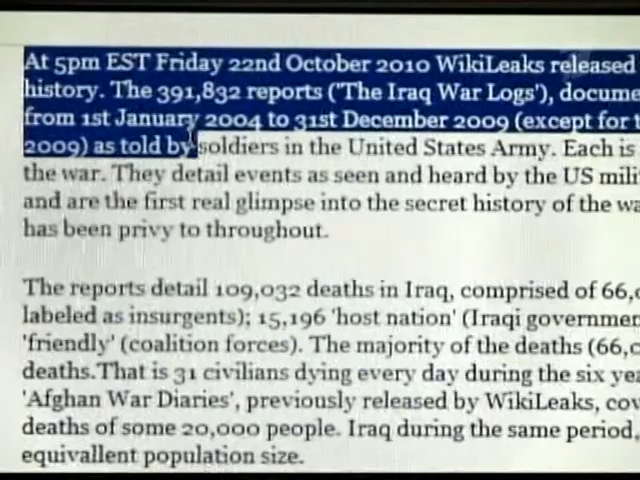 At 5pm EST Friday 22nd October 2010 WikiLeaks released
history. The 391,832 reports ('The Iraq War Logs'), docume
from 1st January 2004 to 31st December 2009 (except for t
2009) as told by soldiers in the United States Army. Each is
the war. They detail events as seen and heard by the US mili
and are the first real glimpse into the secret history of the wa
has been privy to throughout.
The reports detail 109,032 deaths in Iraq, comprised of 66,
labeled as insurgents); 15,196 'host nation' (Iraqi governmen
'friendly' (coalition forces). The majority of the deaths (66,
deaths.That is 31 civilians dying every day during the six yea
'Afghan War Diaries', previously released by WikiLeaks, cov
deaths of some 20,000 people. Iraq during the same period,
equivallent population size.